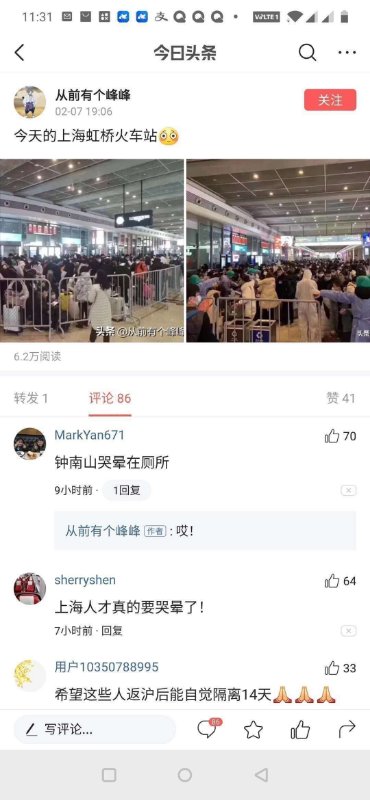 11:31
VoLTE 1
今日头条
从前有个峰峰
02-07 19:06
关注
今天的上海虹桥火车站
头条 @从前有个峰峰
头条
6.2万阅读
转发 1
评论 86
赞 41
MarkYan671
70
钟南山哭晕在厕所
9小时前 · 1回复
从前有个峰峰 作者 : 哎!
sherryshen
64
上海人才真的要哭晕了!
7小时前 · 回复
用户10350788995
33
希望这些人返沪后能自觉隔离14天
写评论...
86